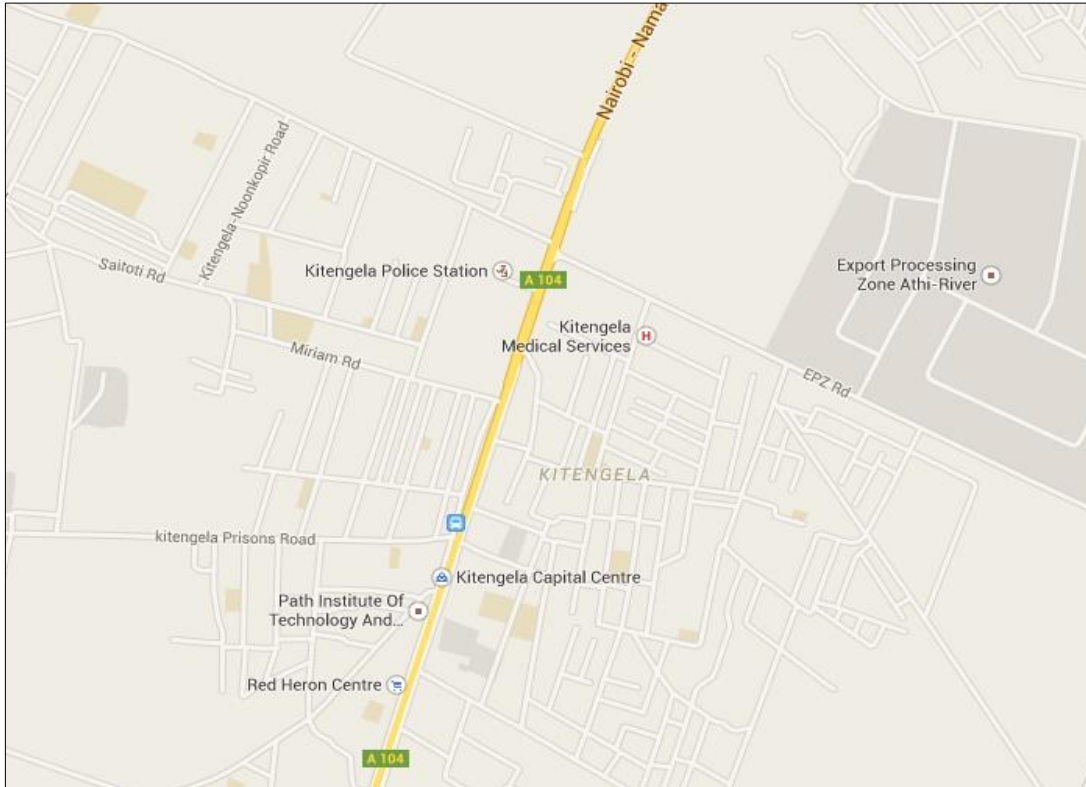 Nairobi - Nama
Kitengela-Noonkopir Road
Saitoti Rd
Kitengela Police Station
A 104
Export Processing
Zone Athi-River
Kitengela
Medical Services
Miriam Rd
EPZ Rd
KITENGELA
kitengela Prisons Road
Kitengela Capital Centre
Path Institute Of
Technology And...
Red Heron Centre
A 104